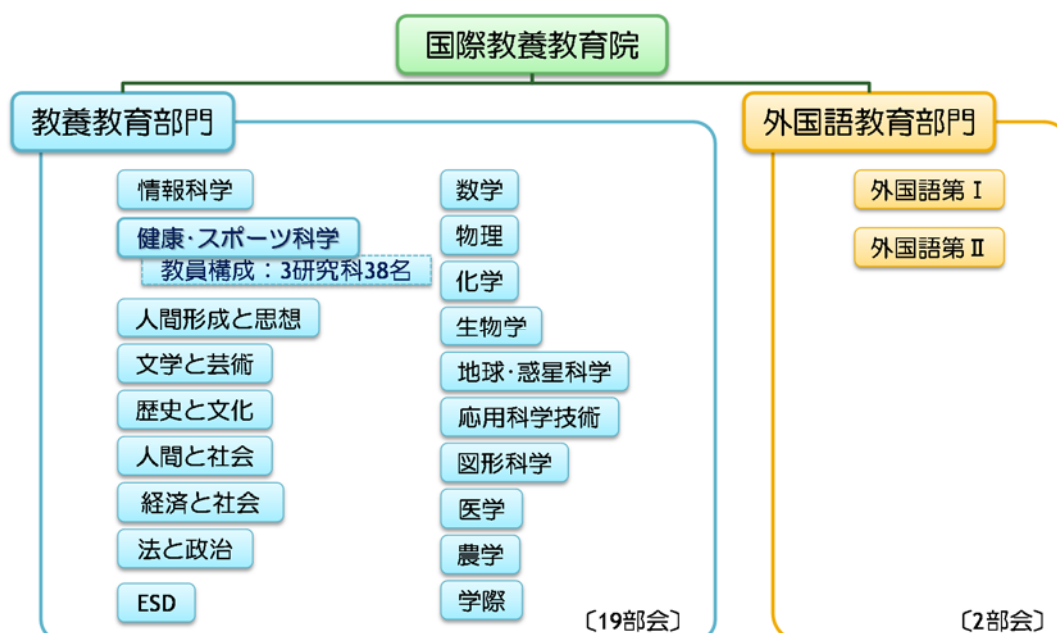 国際教養教育院
教養教育部門
情報科学
健康・スポーツ科学
教員構成：3研究科38名
人間形成と思想
文学と芸術
歴史と文化
人間と社会
経済と社会
法と政治
ESD
数学
物理
化学
生物学
地球・惑星科学
応用科学技術
図形科学
医学
農学
学際
〔19部会〕
外国語教育部門
外国語第Ⅰ
外国語第Ⅱ
〔2部会〕